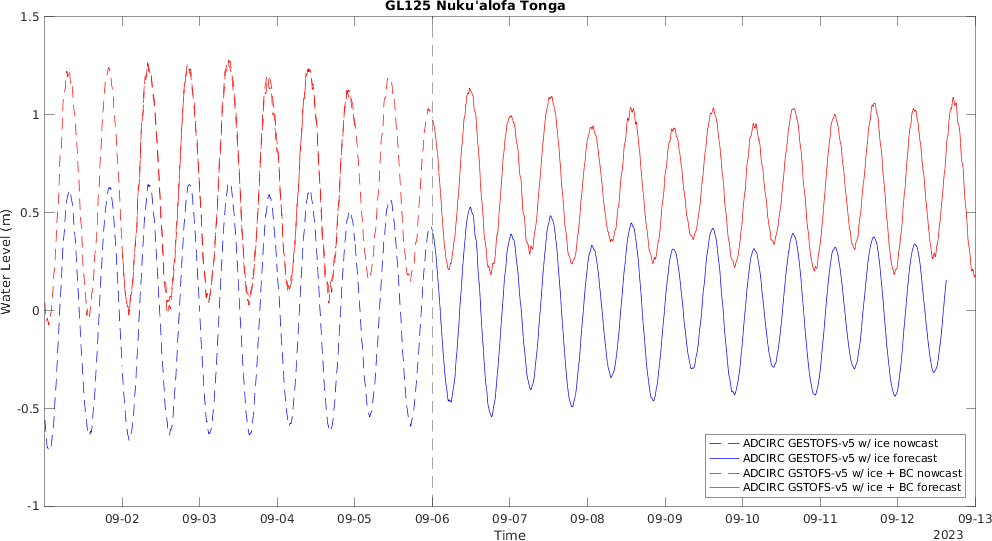 GL125 Nuku'alofa Tonga
1.5
1
0.5
0
-0.5
-1
Water Level (m)
09-02 09-03 09-04 09-05 09-06 09-07 09-08 09-09 09-10 09-11 09-12 09-13
Time
2023
ADCIRC GESTOFS-v5 w/ ice nowcast
ADCIRC GESTOFS-v5 w/ ice forecast
ADCIRC GSTOFS-v5 w/ ice + BC nowcast
ADCIRC GSTOFS-v5 w/ ice + BC forecast